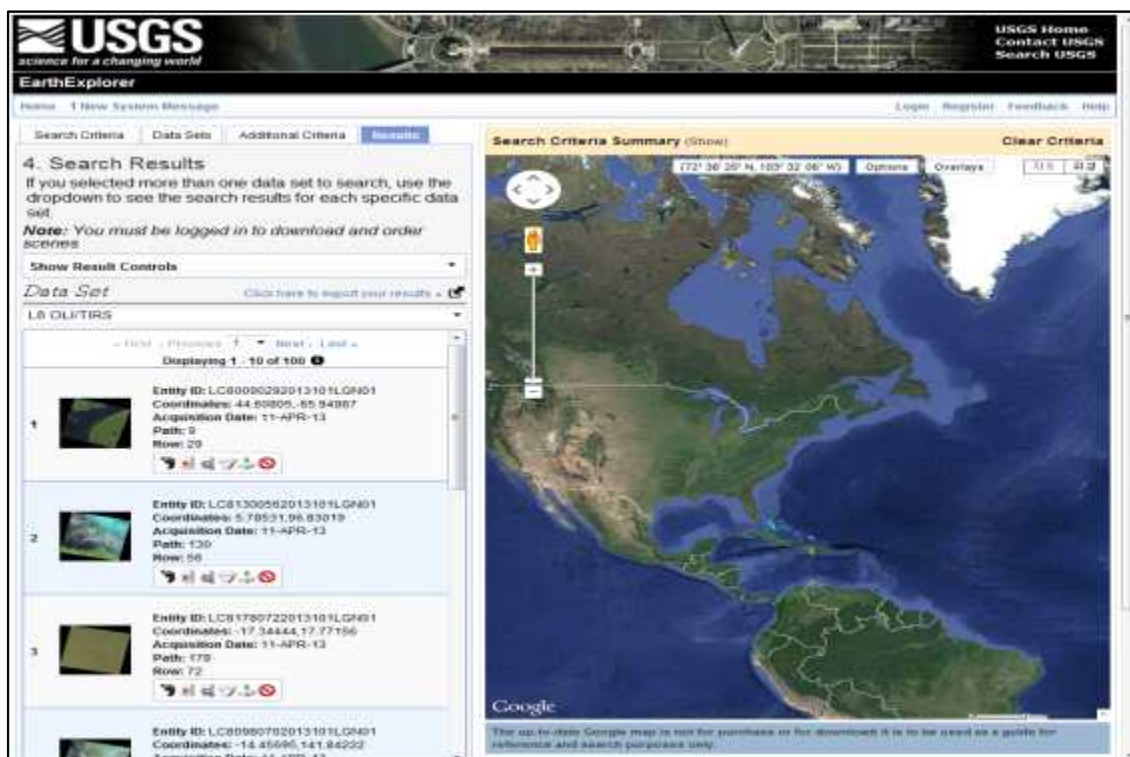 USGS
science for a changing world
USGS Home
Contact USGS
Search USGS
EarthExplorer
Home 1 New System Message
Login Register Feedback Help
Search Criteria Data Sets Additional Criteria Results
4. Search Results
If you selected more than one data set to search, use the
dropdown to see the search results for each specific data
set.
Note: You must be logged in to download and order
scenes
Show Result Controls
Data Set
Click here to export your results »
L8 OLI/TIRS
« First ‹ Previous 1 Next › Last »
Displaying 1 - 10 of 100
1
Entity ID: LC80090292013101LGN01
Coordinates: 44.60805,-65.94987
Acquisition Date: 11-APR-13
Path: 9
Row: 29
2
Entity ID: LC81300562013101LGN01
Coordinates: 5.78531,96.83019
Acquisition Date: 11-APR-13
Path: 130
Row: 56
3
Entity ID: LC81780722013101LGN01
Coordinates: -17.34444,17.77156
Acquisition Date: 11-APR-13
Path: 178
Row: 72
Entity ID: LC80980702013101LGN01
Coordinates: -14.45695,141.84222
Search Criteria Summary (Show)
Clear Criteria
Options Overlays
Google
The up-to-date Google map is not for purchase or for download; it is to be used as a guide for
reference and search purposes only.